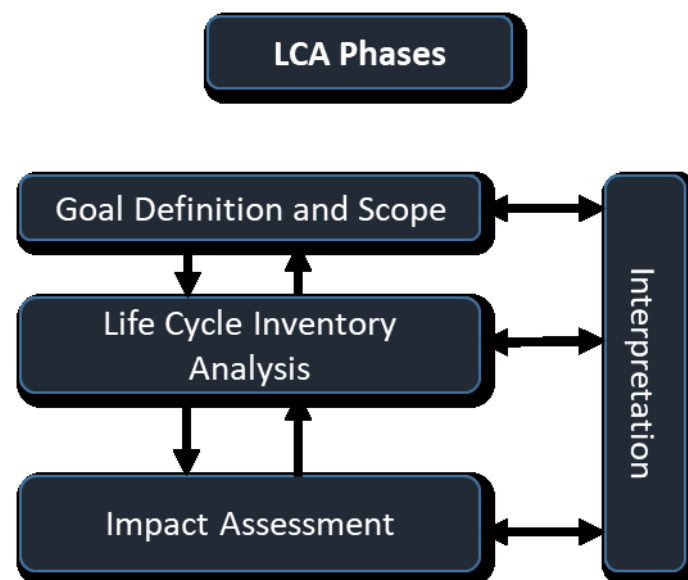 LCA Phases
Goal Definition and Scope
Life Cycle Inventory
Analysis
Impact Assessment
Interpretation